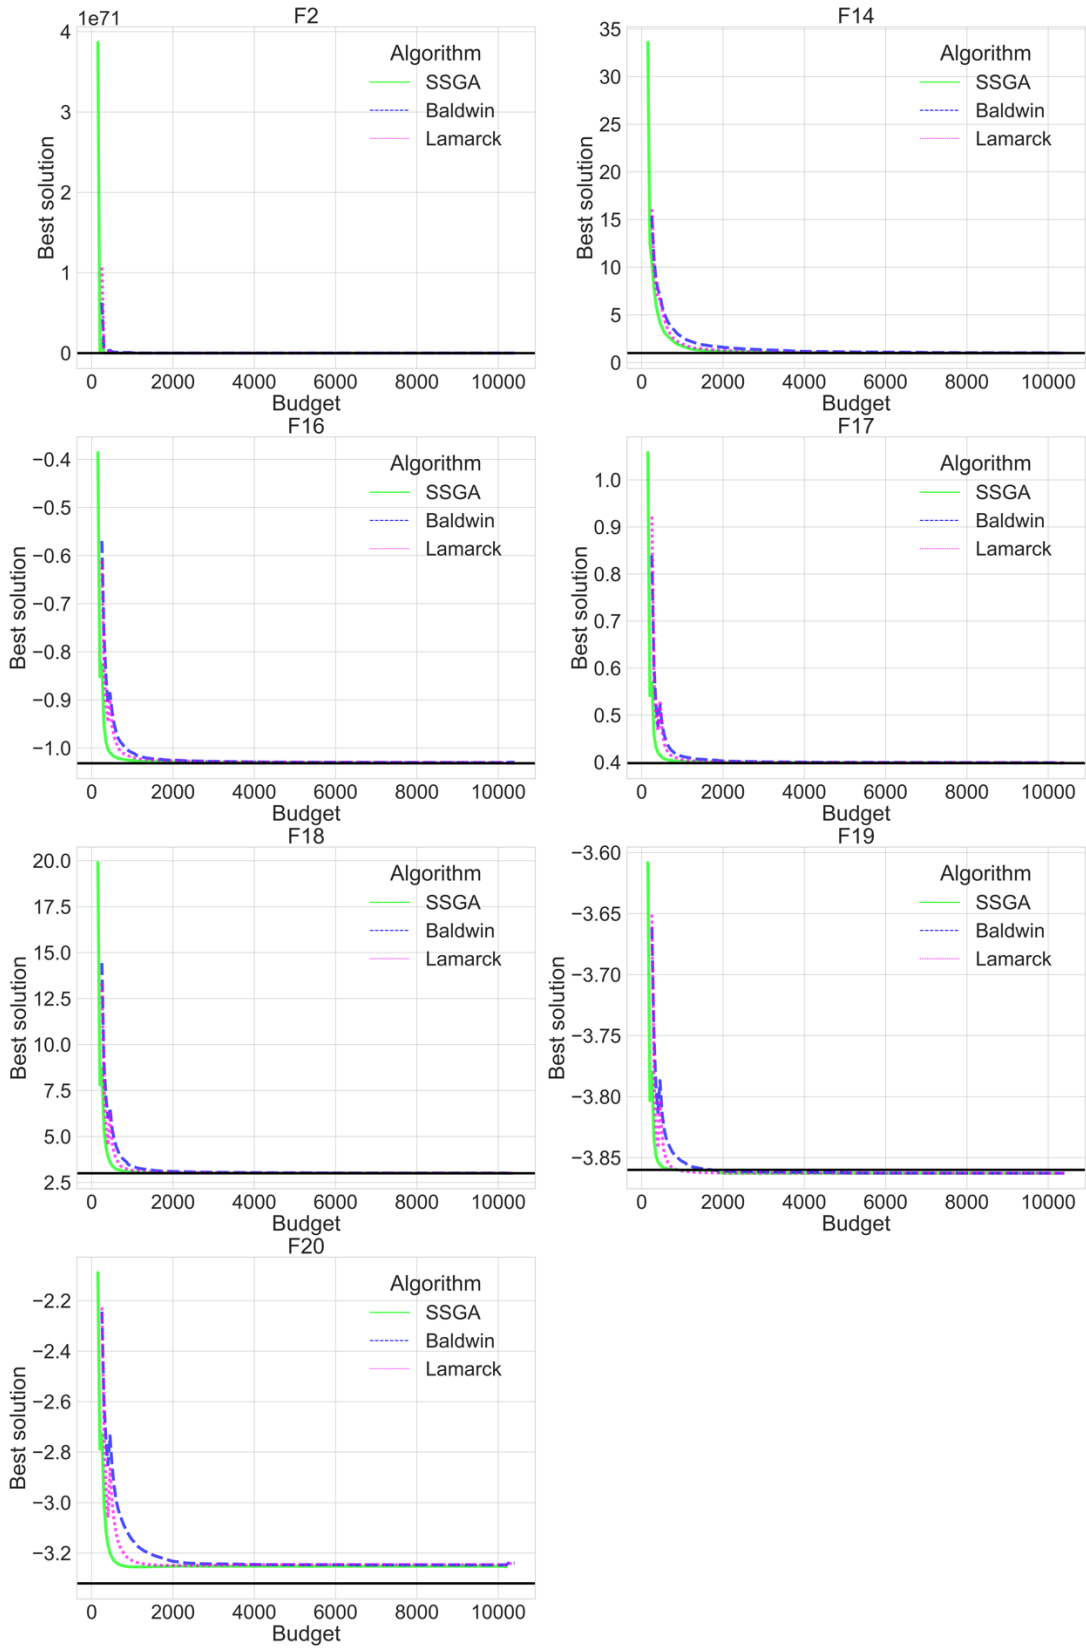 F2
1e71
4
3
2
1
0
Best solution
Algorithm
SSGA
Baldwin
Lamarck
0 2000 4000 6000 8000 10000
Budget
F14
35
30
25
20
15
10
5
0
Best solution
Algorithm
SSGA
Baldwin
Lamarck
0 2000 4000 6000 8000 10000
Budget
F16
−0.4
−0.5
−0.6
−0.7
−0.8
−0.9
−1.0
Best solution
Algorithm
SSGA
Baldwin
Lamarck
0 2000 4000 6000 8000 10000
Budget
F17
1.0
0.9
0.8
0.7
0.6
0.5
0.4
Best solution
Algorithm
SSGA
Baldwin
Lamarck
0 2000 4000 6000 8000 10000
Budget
F18
20.0
17.5
15.0
12.5
10.0
7.5
5.0
2.5
Best solution
Algorithm
SSGA
Baldwin
Lamarck
0 2000 4000 6000 8000 10000
Budget
F19
−3.60
−3.65
−3.70
−3.75
−3.80
−3.85
Best solution
Algorithm
SSGA
Baldwin
Lamarck
0 2000 4000 6000 8000 10000
Budget
F20
−2.2
−2.4
−2.6
−2.8
−3.0
−3.2
Best solution
Algorithm
SSGA
Baldwin
Lamarck
0 2000 4000 6000 8000 10000
Budget